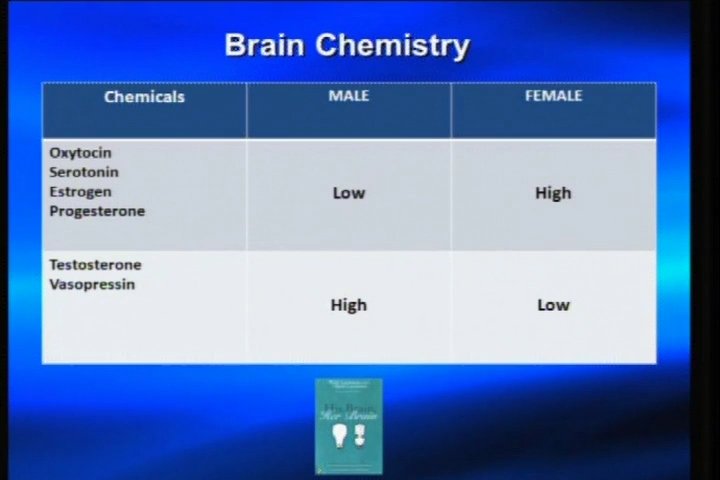 Brain Chemistry
Chemicals
MALE
FEMALE
Oxytocin
Serotonin
Estrogen
Progesterone
Low
High
Testosterone
Vasopressin
High
Low
His Brain,
Her Brain